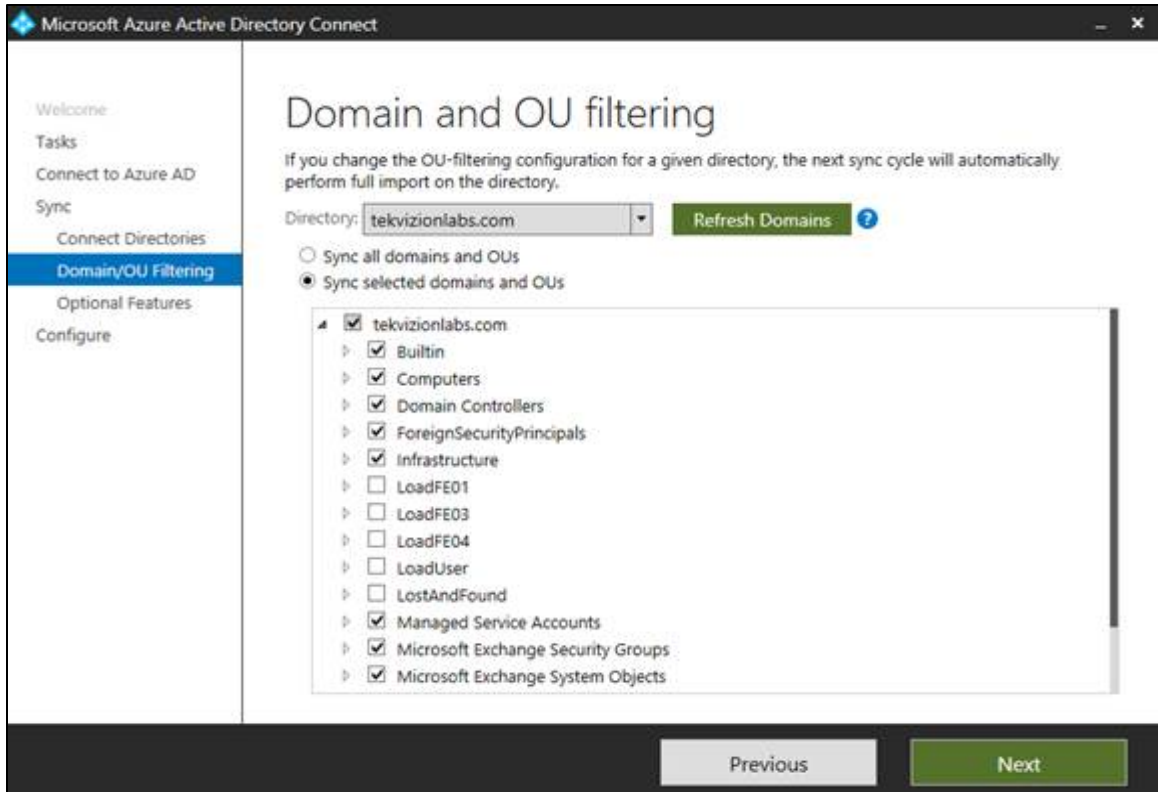 Microsoft Azure Active Directory Connect
Welcome
Tasks
Connect to Azure AD
Sync
Connect Directories
Domain/OU Filtering
Optional Features
Configure
Domain and OU filtering
If you change the OU-filtering configuration for a given directory, the next sync cycle will automatically
perform full import on the directory.
Directory: tekvizionlabs.com Refresh Domains ?
Sync all domains and OUs
Sync selected domains and OUs
tekvizionlabs.com
Builtin
Computers
Domain Controllers
ForeignSecurityPrincipals
Infrastructure
LoadFE01
LoadFE03
LoadFE04
LoadUser
LostAndFound
Managed Service Accounts
Microsoft Exchange Security Groups
Microsoft Exchange System Objects
Previous Next